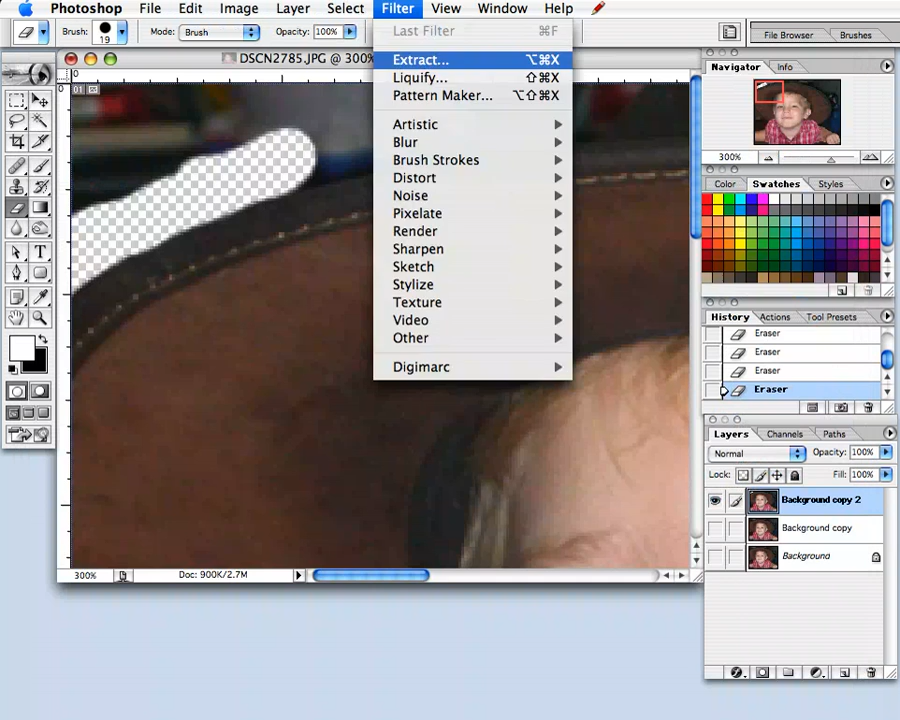 Photoshop File Edit Image Layer Select Filter View Window Help
Brush: 19 Mode: Brush Opacity: 100% File Browser Brushes
Last Filter ⌘F
Extract... ⌥⌘X
Liquify... ⇧⌘X
Pattern Maker... ⌥⇧⌘X
Artistic
Blur
Brush Strokes
Distort
Noise
Pixelate
Render
Sharpen
Sketch
Stylize
Texture
Video
Other
Digimarc
DSCN2785.JPG @ 300%
0
01
0
300% Doc: 900K/2.7M
Navigator Info
300%
Color Swatches Styles
History Actions Tool Presets
Eraser
Eraser
Eraser
Eraser
Layers Channels Paths
Normal Opacity: 100%
Lock: Fill: 100%
Background copy 2
Background copy
Background